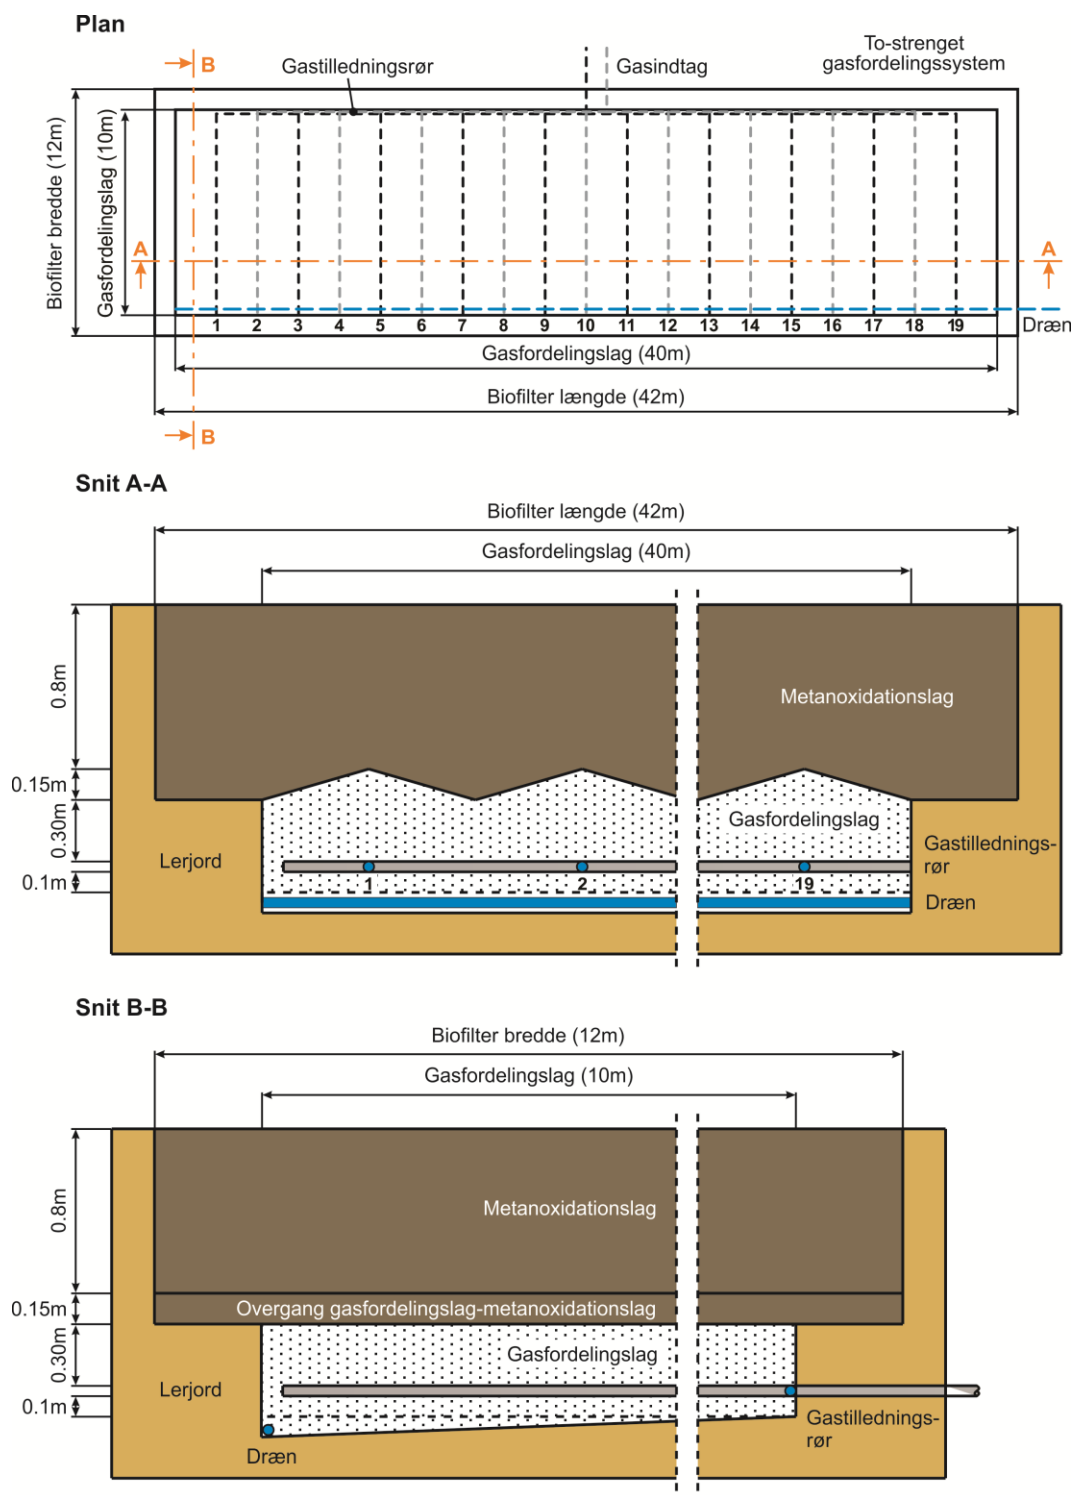 Plan
B
Gastilledningsrør
Gasindtag
To-strenget
gasfordelingssystem
Biofilter bredde (12m)
Gasfordelingslag (10m)
A
A
1 2 3 4 5 6 7 8 9 10 11 12 13 14 15 16 17 18 19
Dræn
Gasfordelingslag (40m)
Biofilter længde (42m)
B
Snit A-A
Biofilter længde (42m)
Gasfordelingslag (40m)
0.8m
Metanoxidationslag
0.15m
0.30m
Gasfordelingslag
Lerjord
Gastillednings-
rør
0.1m
1 2 19
Dræn
Snit B-B
Biofilter bredde (12m)
Gasfordelingslag (10m)
0.8m
Metanoxidationslag
0.15m
Overgang gasfordelingslag-metanoxidationslag
0.30m
Gasfordelingslag
Lerjord
0.1m
Gastillednings-
rør
Dræn